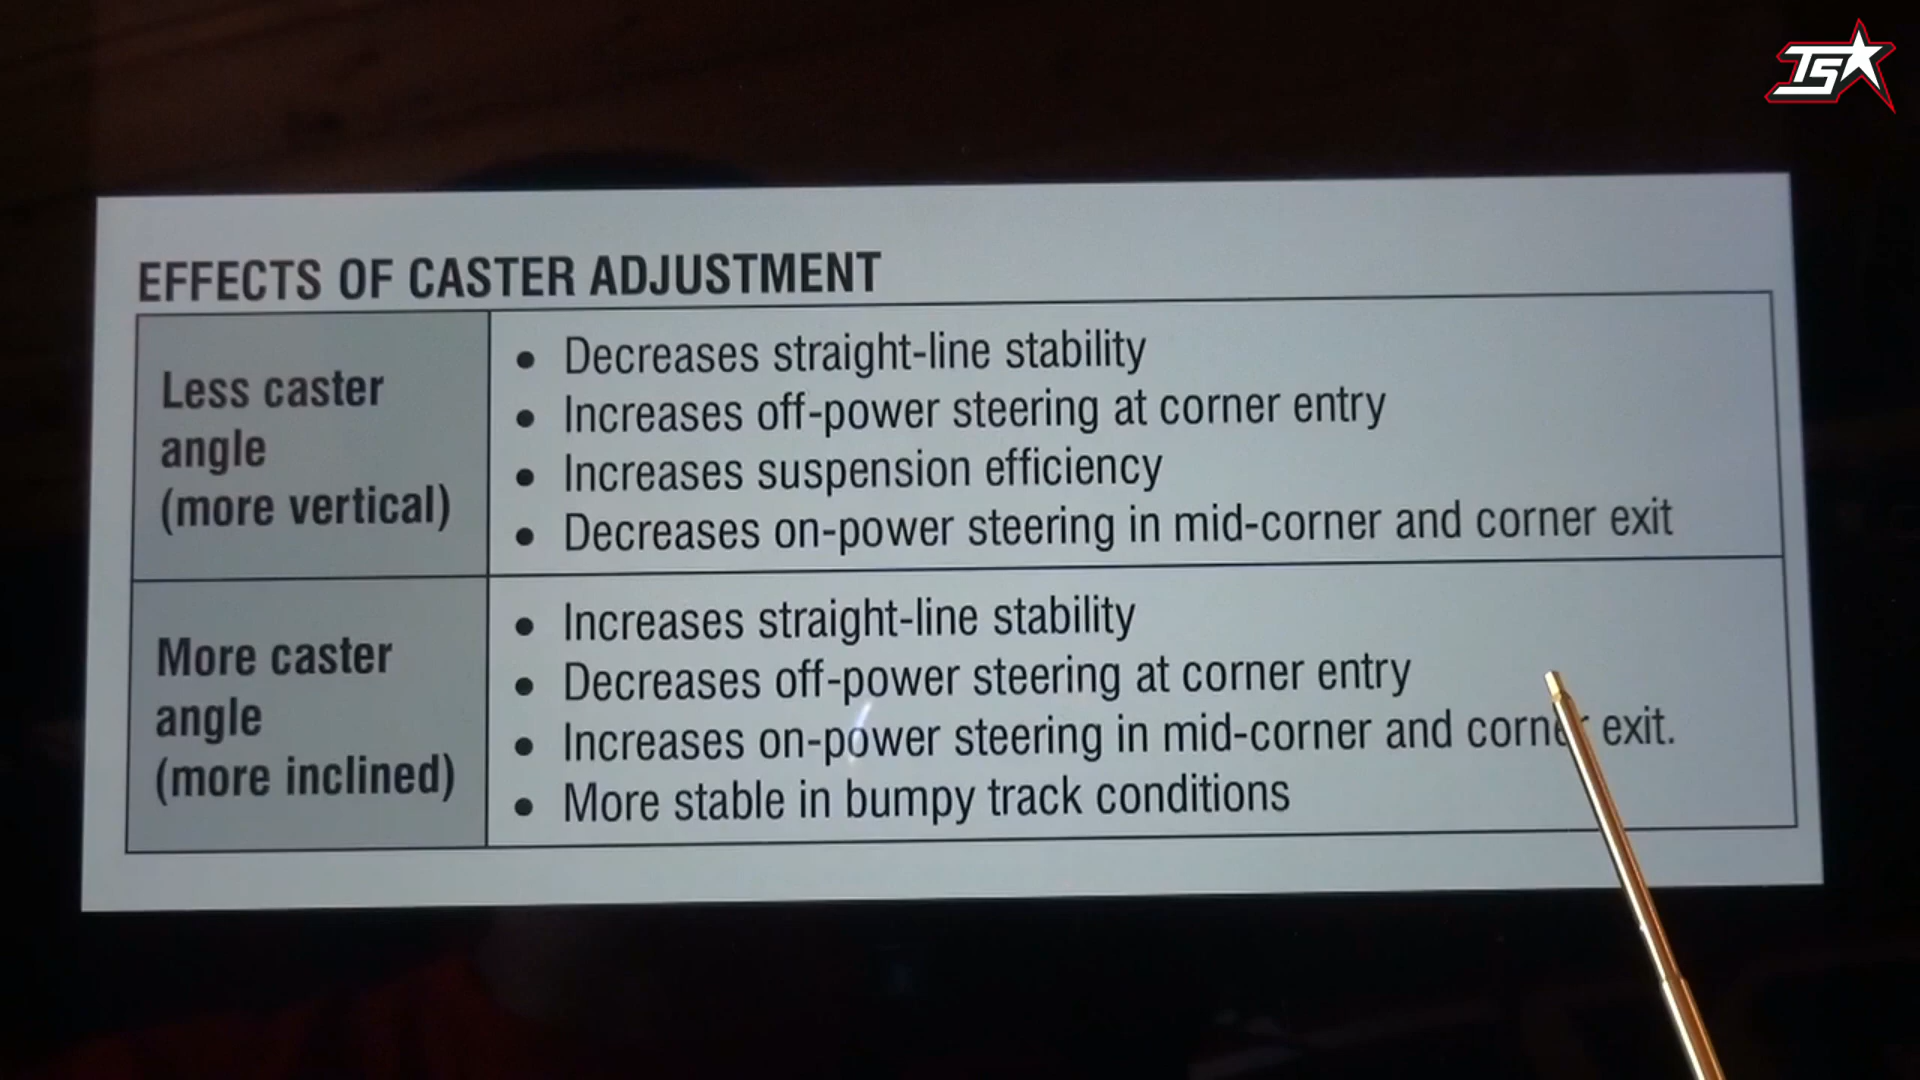 TS
EFFECTS OF CASTER ADJUSTMENT
Less caster
angle
(more vertical)
• Decreases straight-line stability
• Increases off-power steering at corner entry
• Increases suspension efficiency
• Decreases on-power steering in mid-corner and corner exit
More caster
angle
(more inclined)
• Increases straight-line stability
• Decreases off-power steering at corner entry
• Increases on-power steering in mid-corner and corner exit.
• More stable in bumpy track conditions